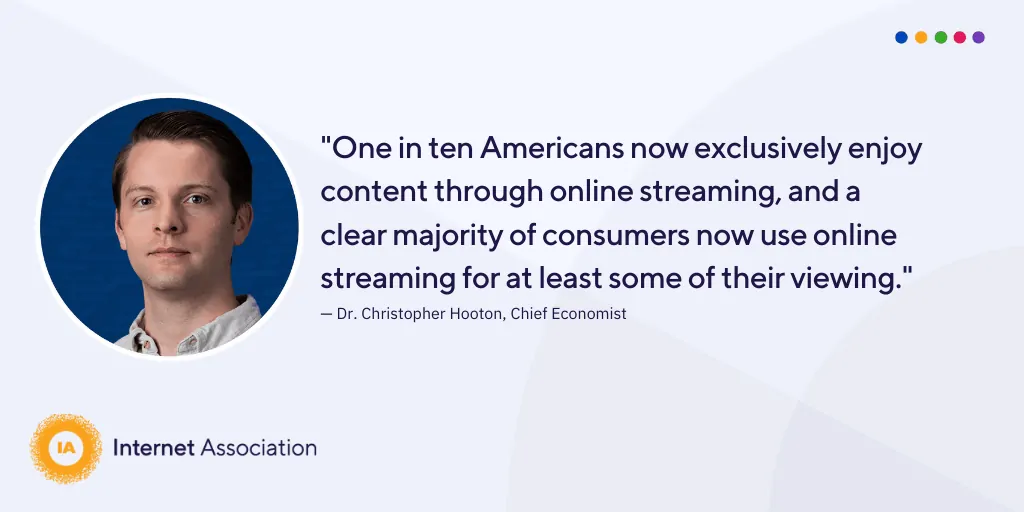 "One in ten Americans now exclusively enjoy
content through online streaming, and a
clear majority of consumers now use online
streaming for at least some of their viewing."
— Dr. Christopher Hooton, Chief Economist
IA Internet Association